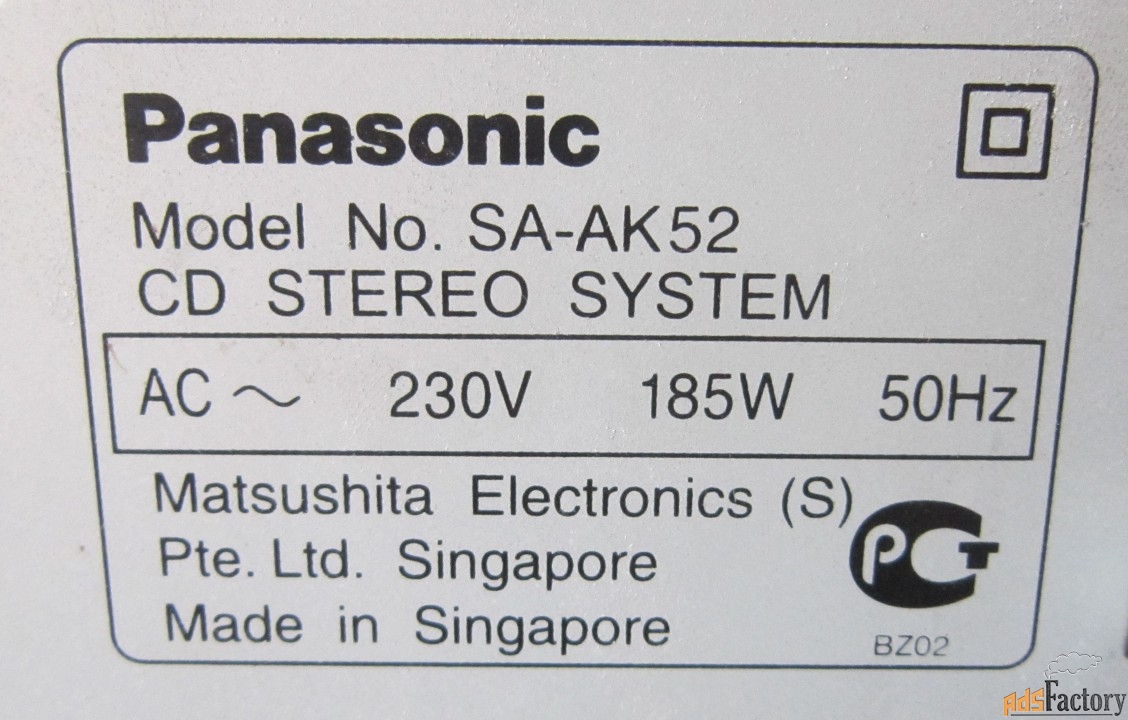 Panasonic
Model No. SA-AK52
CD STEREO SYSTEM
AC ~ 230V 185W 50Hz
Matsushita Electronics (S)
Pte. Ltd. Singapore
Made in Singapore
PCT
BZ02
AdsFactory